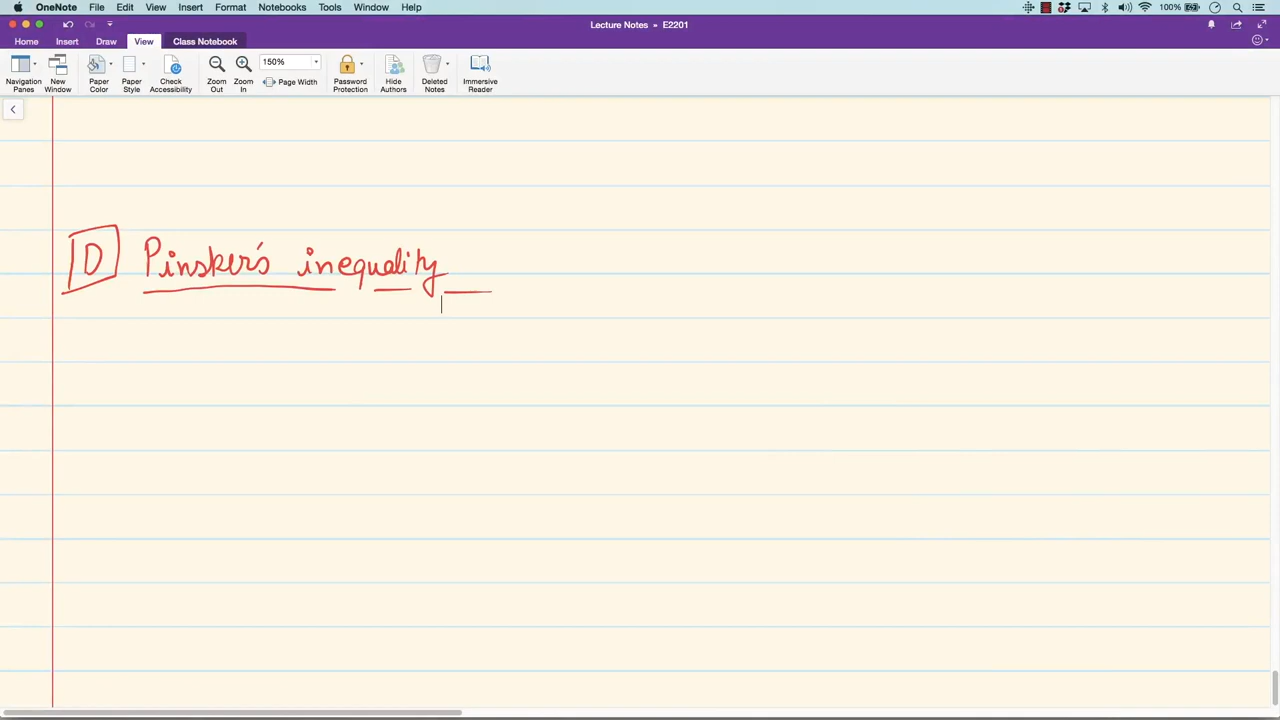 OneNote File Edit View Insert Format Notebooks Tools Window Help 100%
Lecture Notes » E2201
Home Insert Draw View Class Notebook
Navigation Panes New Window Paper Color Paper Style Check Accessibility Zoom Out Zoom In 150% Page Width Password Protection Hide Authors Deleted Notes Immersive Reader
D Pinsker's inequality